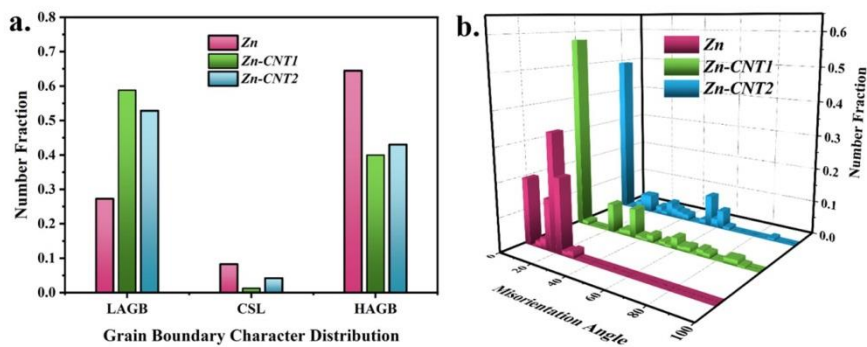 a.
0.8
0.7
0.6
0.5
0.4
0.3
0.2
0.1
0.0
Number Fraction
Zn
Zn-CNT1
Zn-CNT2
LAGB CSL HAGB
Grain Boundary Character Distribution
b.
Zn
Zn-CNT1
Zn-CNT2
0.6
0.5
0.4
0.3
0.2
0.1
0.0
Number Fraction
0
20
40
60
80
100
Misorientation Angle